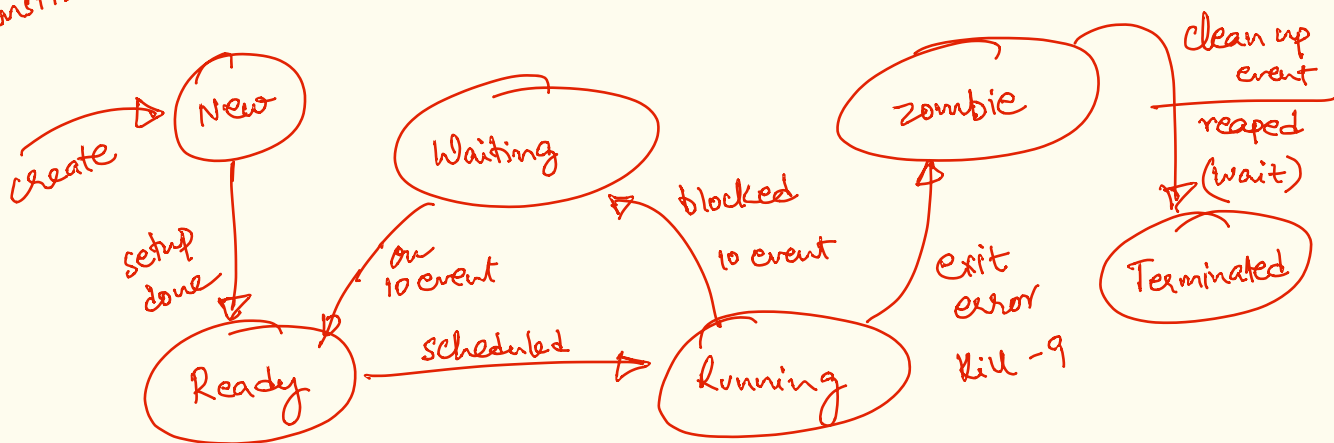 create
New
setup
done
Waiting
on
IO event
Ready
scheduled
blocked
IO event
Running
exit
error
Kill -9
zombie
clean up
event
reaped
(wait)
Terminated